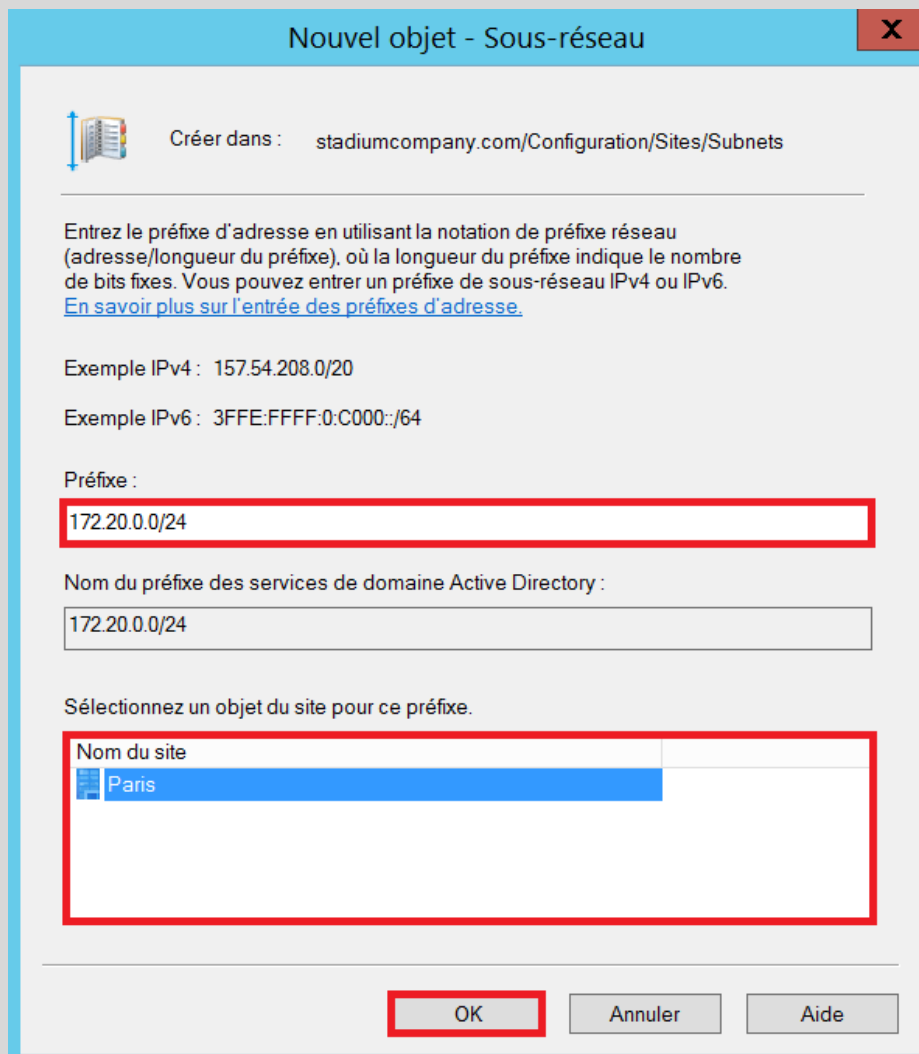 Nouvel objet - Sous-réseau
X
Créer dans : stadiumcompany.com/Configuration/Sites/Subnets
Entrez le préfixe d'adresse en utilisant la notation de préfixe réseau
(adresse/longueur du préfixe), où la longueur du préfixe indique le nombre
de bits fixes. Vous pouvez entrer un préfixe de sous-réseau IPv4 ou IPv6.
En savoir plus sur l'entrée des préfixes d'adresse.
Exemple IPv4 : 157.54.208.0/20
Exemple IPv6 : 3FFE:FFFF:0:C000::/64
Préfixe :
172.20.0.0/24
Nom du préfixe des services de domaine Active Directory :
172.20.0.0/24
Sélectionnez un objet du site pour ce préfixe.
Nom du site
Paris
OK Annuler Aide